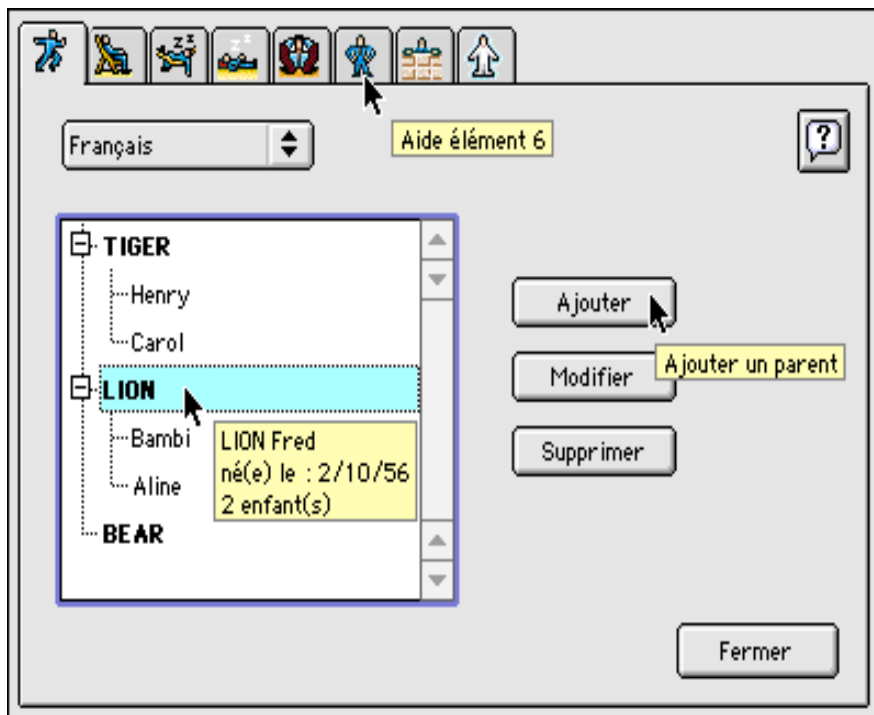 Français
Aide élément 6
?
TIGER
Henry
Carol
LION
Bambi
Aline
BEAR
LION Fred
né(e) le : 2/10/56
2 enfant(s)
Ajouter
Ajouter un parent
Modifier
Supprimer
Fermer